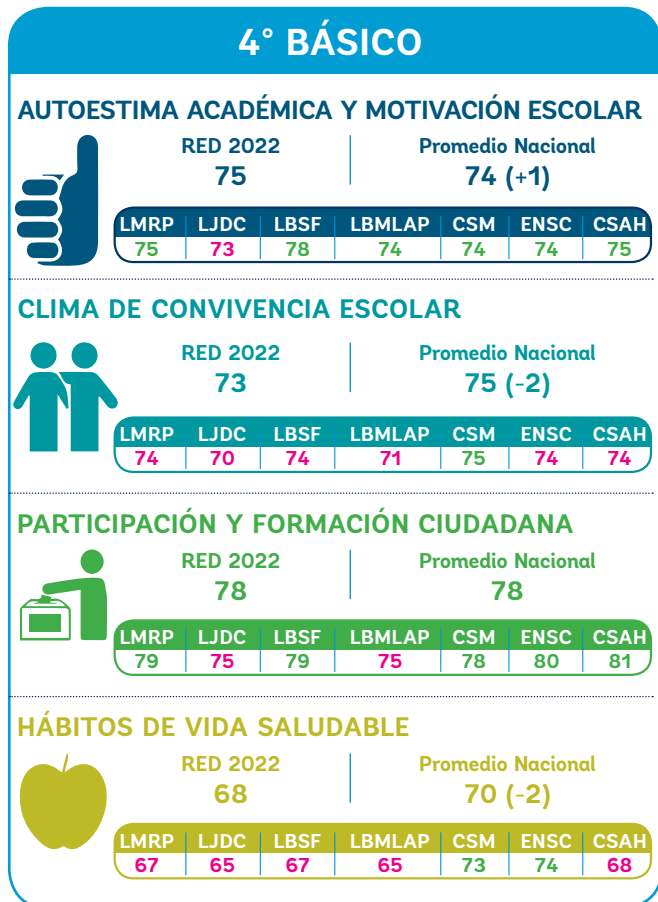 4° BÁSICO
AUTOESTIMA ACADÉMICA Y MOTIVACIÓN ESCOLAR
RED 2022 Promedio Nacional
75 74 (+1)
LMRP LJDC LBSF LBMLAP CSM ENSC CSAH
75 73 78 74 74 74 75
CLIMA DE CONVIVENCIA ESCOLAR
RED 2022 Promedio Nacional
73 75 (-2)
LMRP LJDC LBSF LBMLAP CSM ENSC CSAH
74 70 74 71 75 74 74
PARTICIPACIÓN Y FORMACIÓN CIUDADANA
RED 2022 Promedio Nacional
78 78
LMRP LJDC LBSF LBMLAP CSM ENSC CSAH
79 75 79 75 78 80 81
HÁBITOS DE VIDA SALUDABLE
RED 2022 Promedio Nacional
68 70 (-2)
LMRP LJDC LBSF LBMLAP CSM ENSC CSAH
67 65 67 65 73 74 68